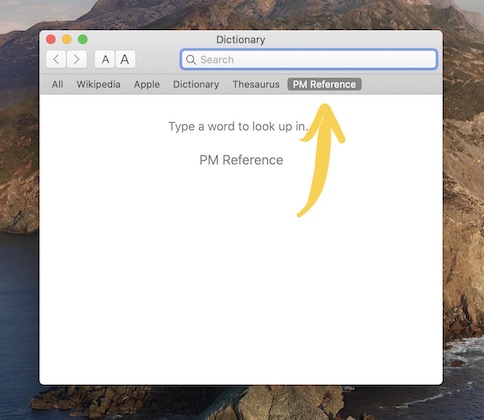 Dictionary
A A Search
All Wikipedia Apple Dictionary Thesaurus PM Reference
Type a word to look up in...
PM Reference